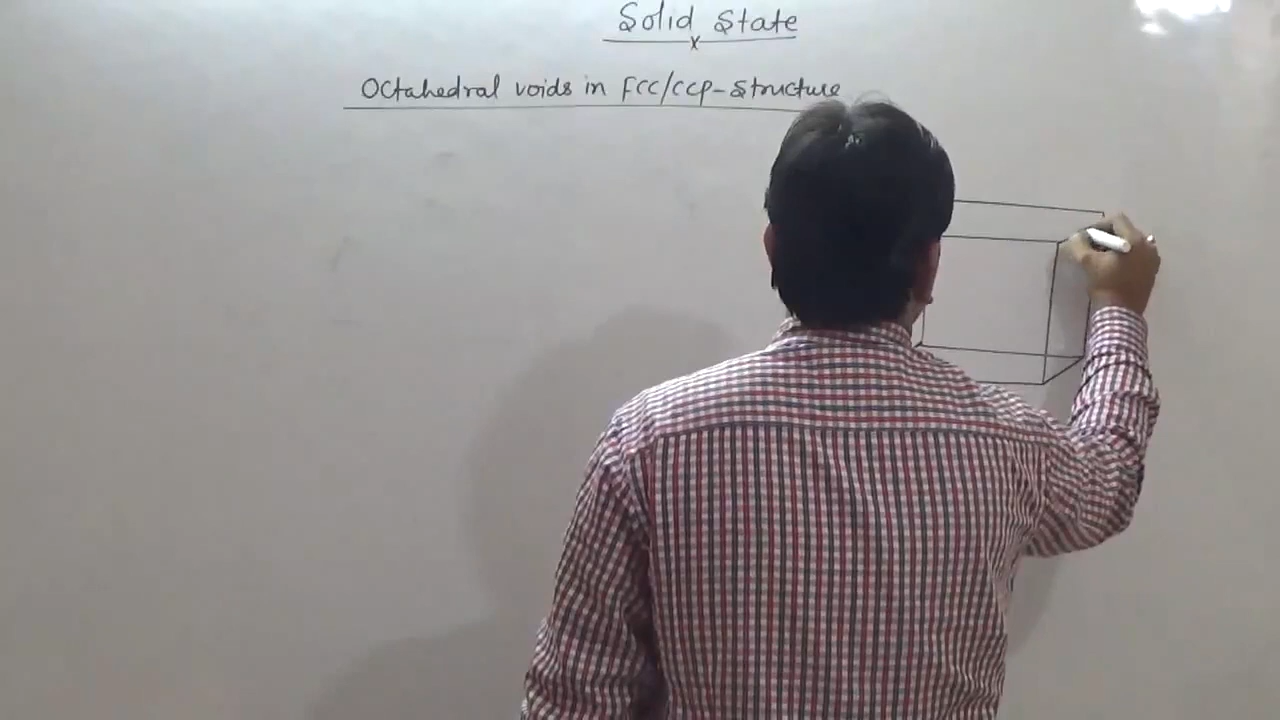 Solid State
x
Octahedral voids in FCC/CCP-Structure